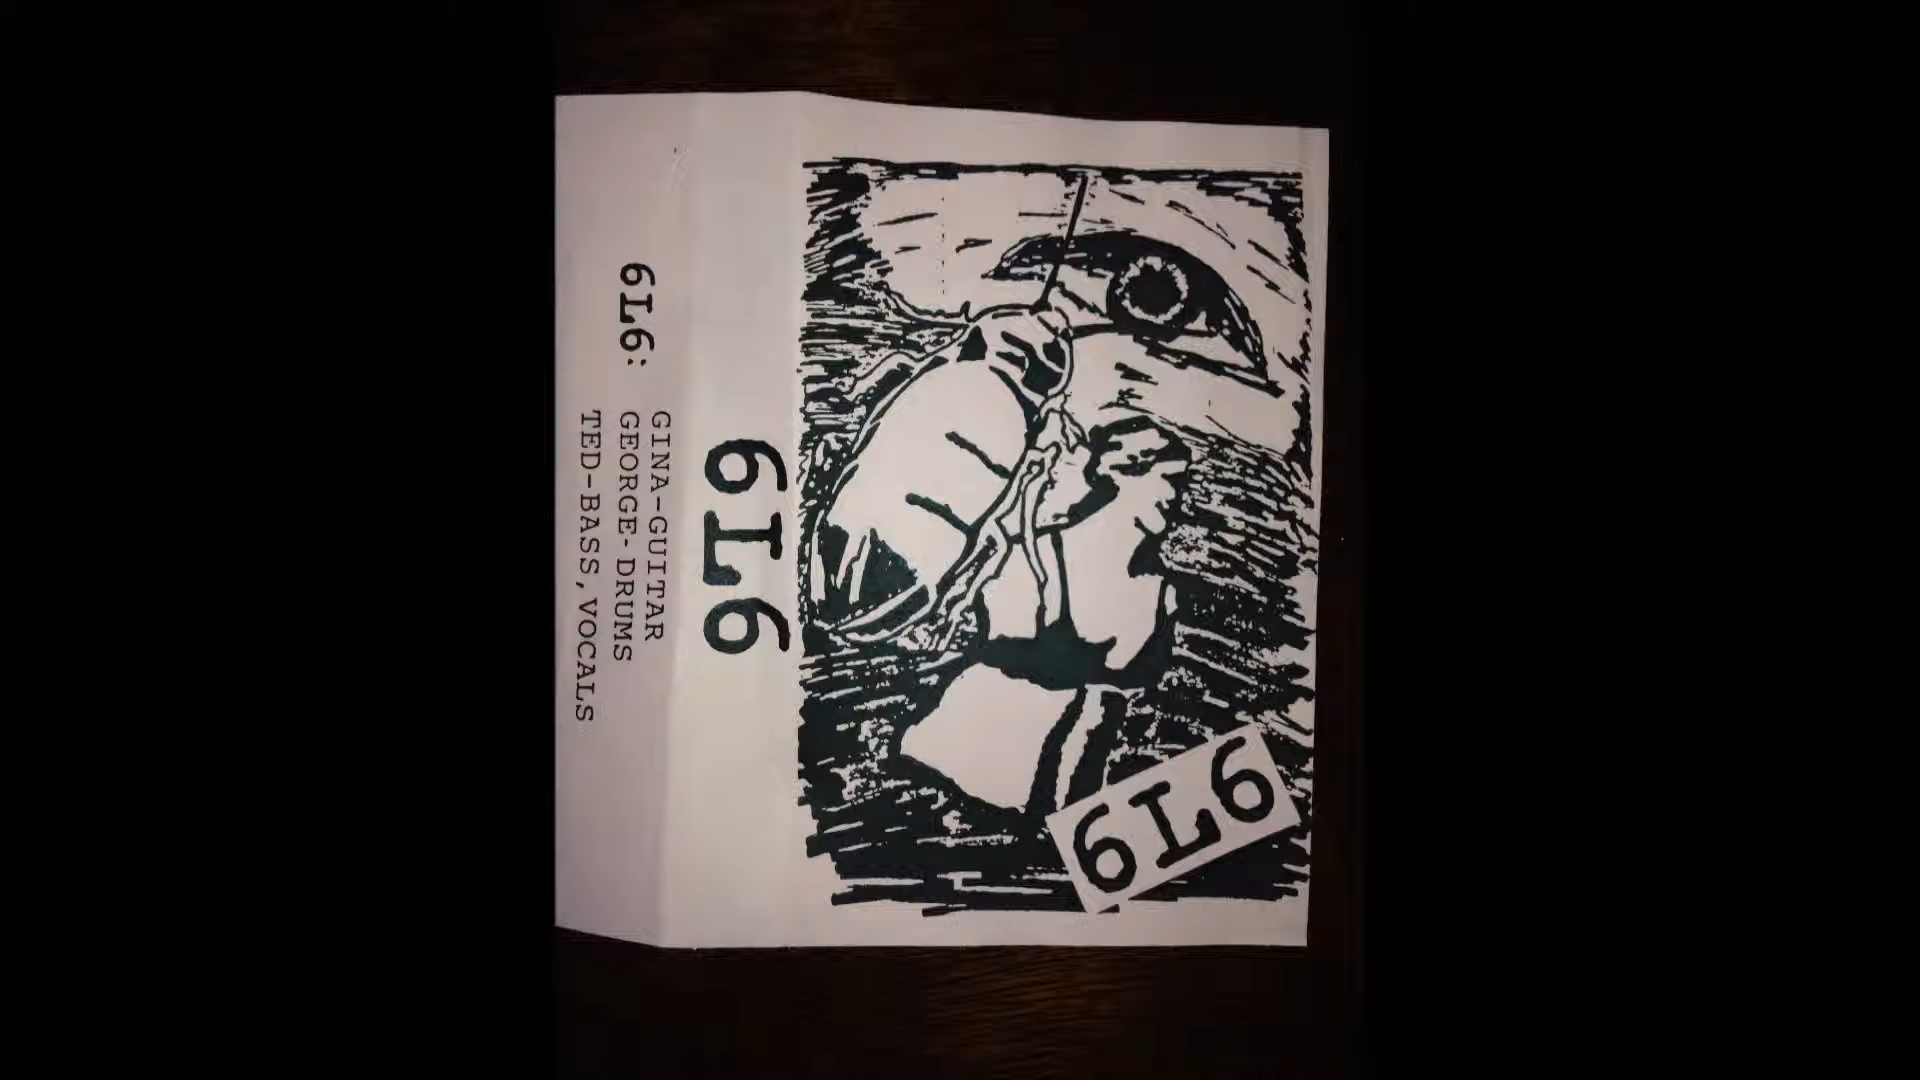 6L6:
GINA-GUITAR
GEORGE- DRUMS
TED-BASS,VOCALS
6L6
6L6